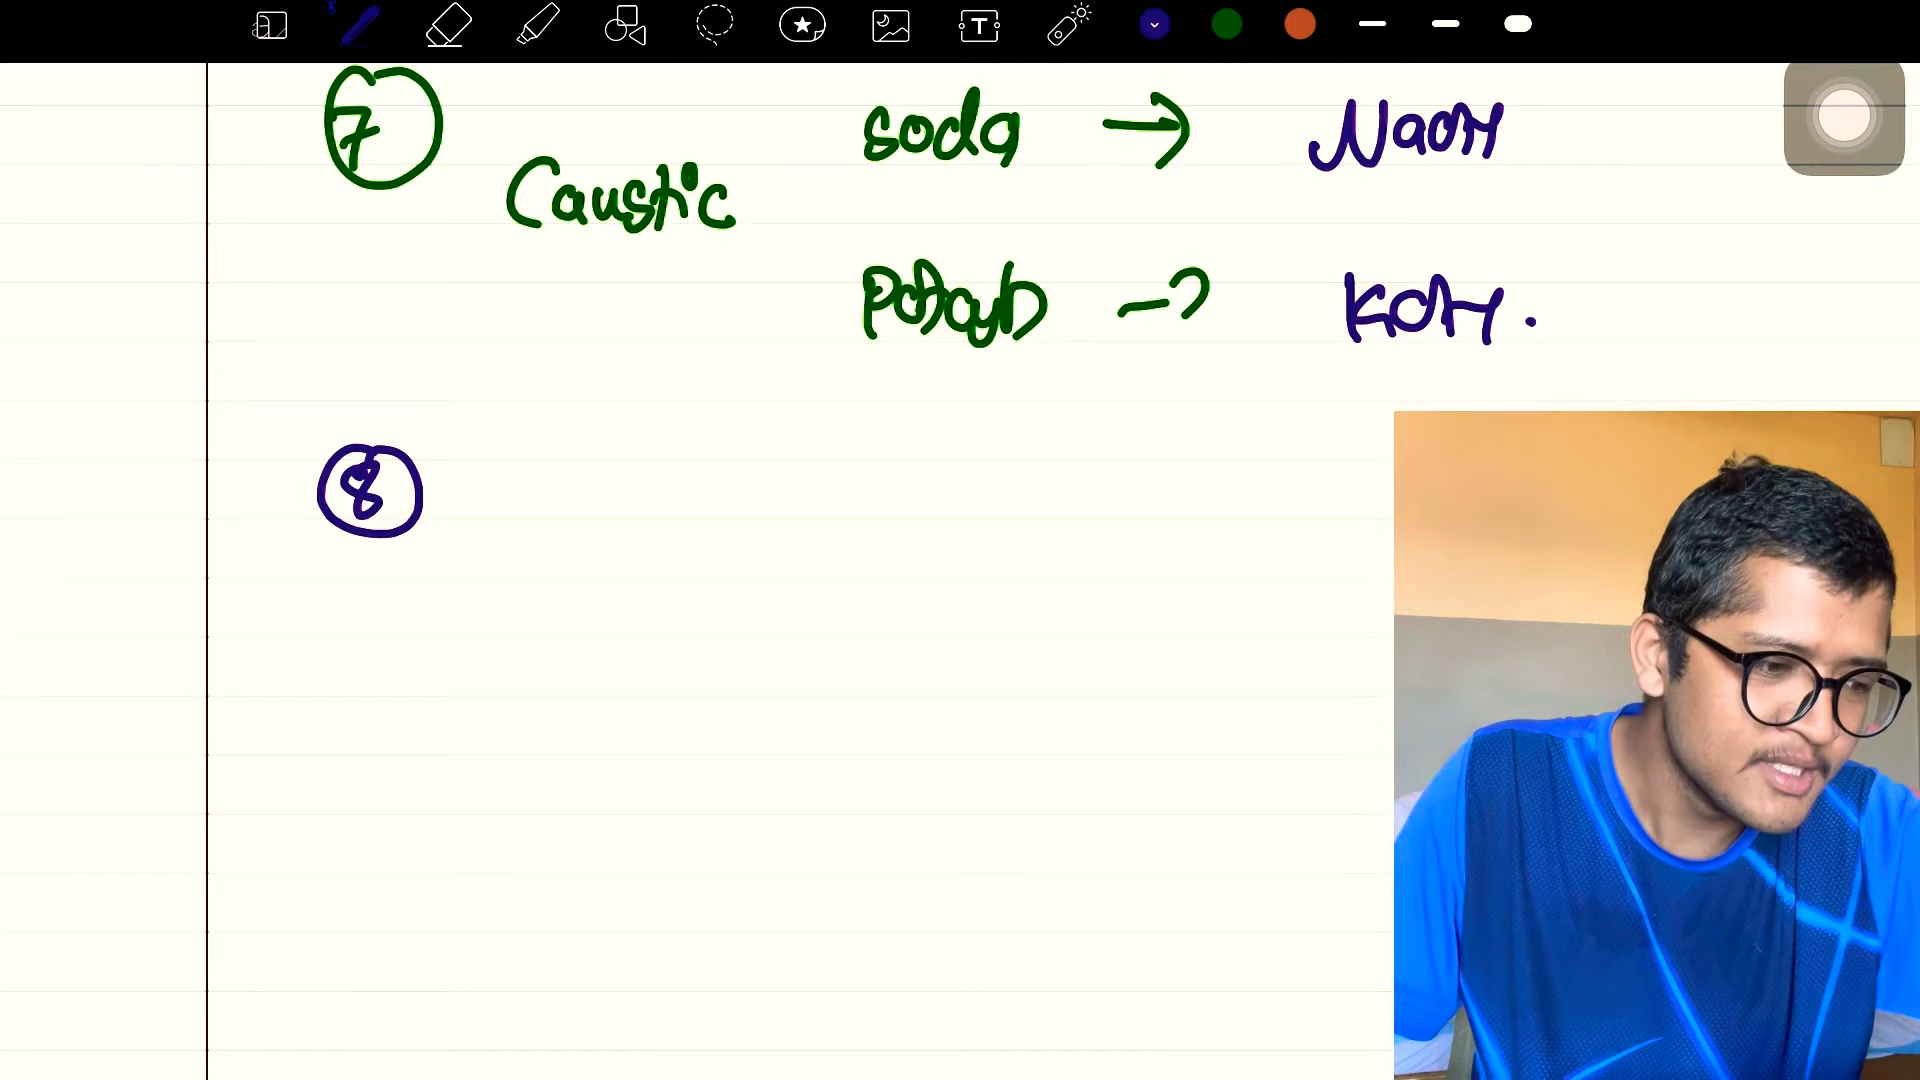 7 soda → NaOH
Caustic
Potash → KOH.
8